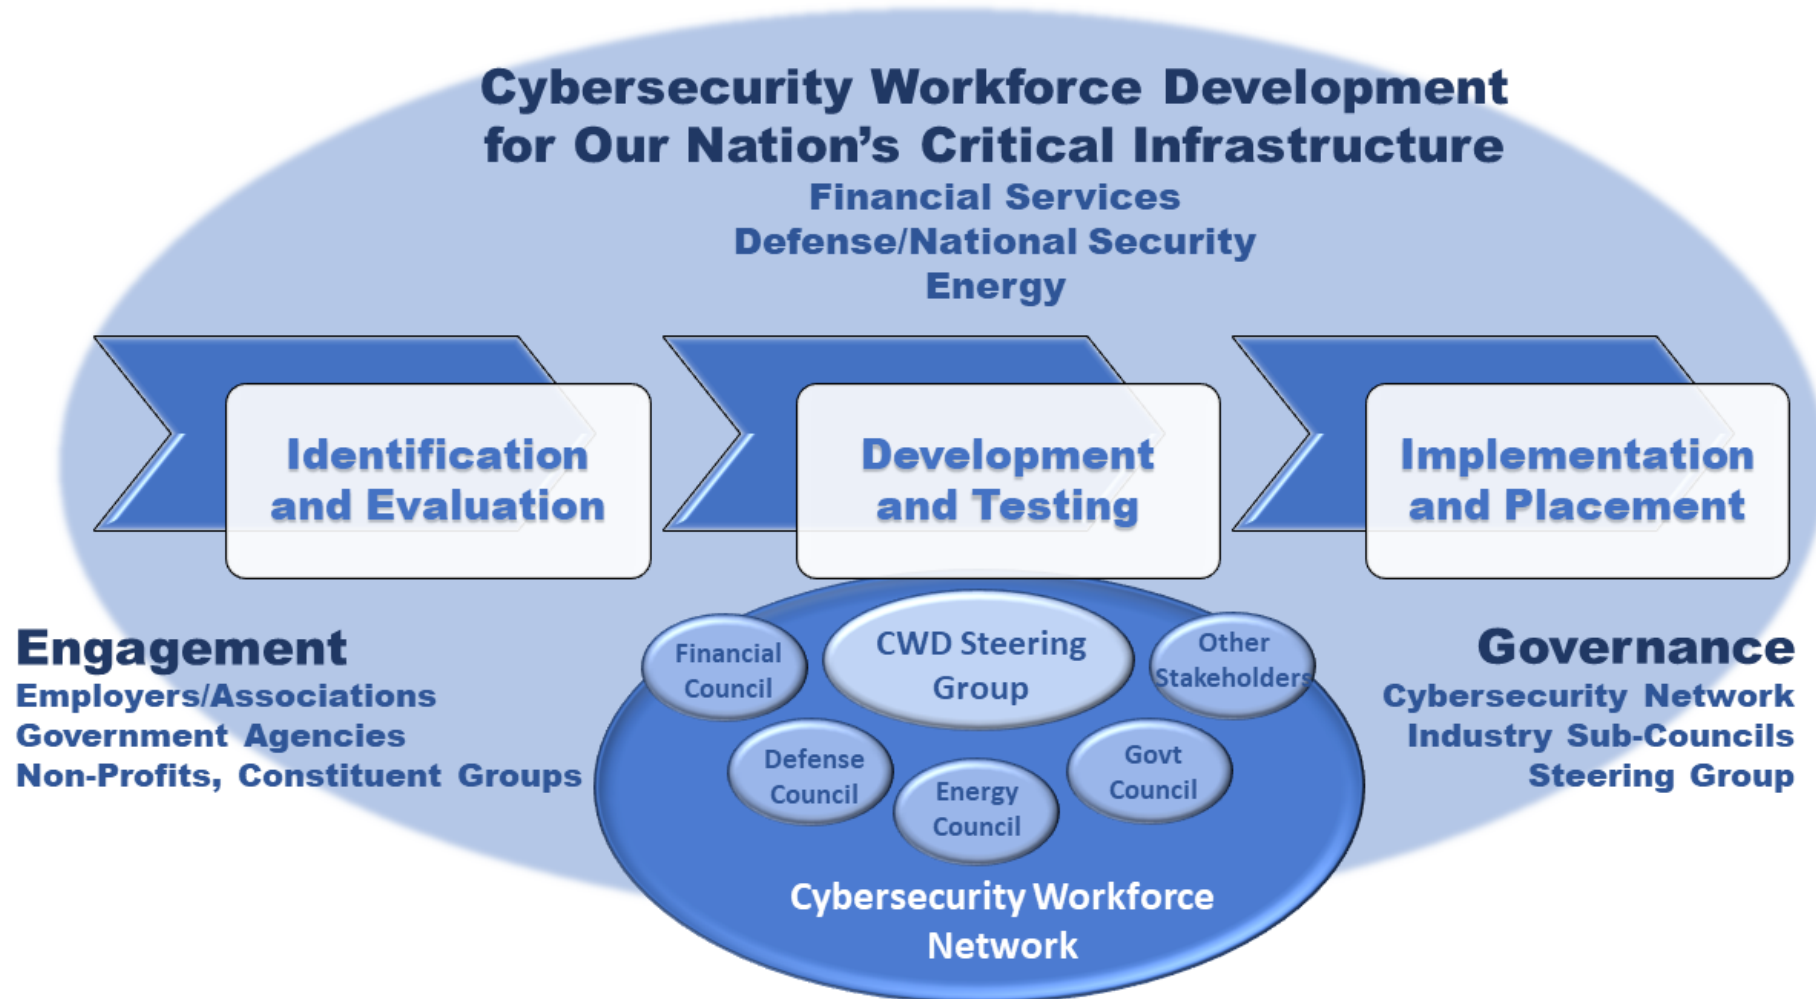 Cybersecurity Workforce Development
for Our Nation’s Critical Infrastructure
Financial Services
Defense/National Security
Energy
Identification
and Evaluation
Development
and Testing
Implementation
and Placement
Engagement
Employers/Associations
Government Agencies
Non-Profits, Constituent Groups
Financial
Council
CWD Steering
Group
Other
Stakeholders
Defense
Council
Energy
Council
Govt
Council
Cybersecurity Workforce
Network
Governance
Cybersecurity Network
Industry Sub-Councils
Steering Group